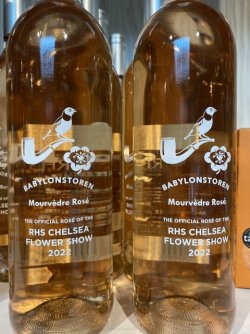 BABYLONSTOREN
Mourvèdre Rosé
THE OFFICIAL ROSÉ OF THE
RHS CHELSEA
FLOWER SHOW
2022
BABYLONSTOREN
Mourvèdre Rosé
THE OFFICIAL ROSÉ OF THE
RHS CHELSEA
FLOWER SHOW
2022